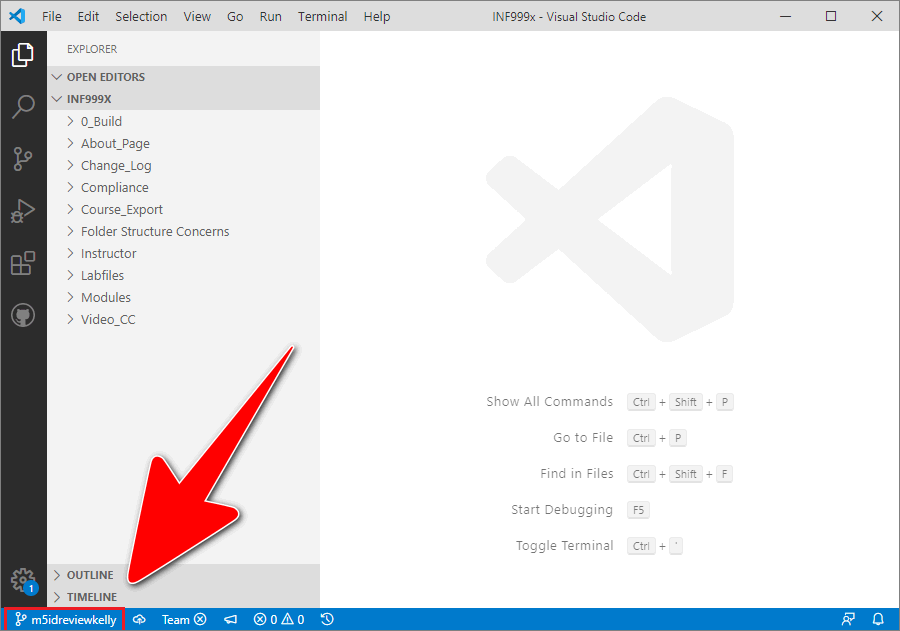 File Edit Selection View Go Run Terminal Help INF999x - Visual Studio Code
EXPLORER
OPEN EDITORS
INF999X
0_Build
About_Page
Change_Log
Compliance
Course_Export
Folder Structure Concerns
Instructor
Labfiles
Modules
Video_CC
Show All Commands Ctrl + Shift + P
Go to File Ctrl + P
Find in Files Ctrl + Shift + F
Start Debugging F5
Toggle Terminal Ctrl + `
OUTLINE
1
TIMELINE
m5idreviewkelly Team 0 0